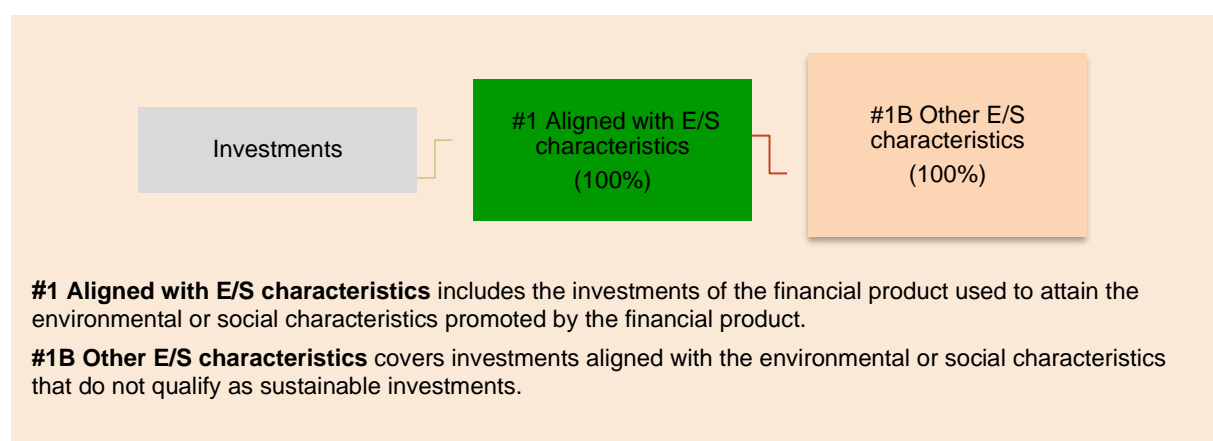 Investments
#1 Aligned with E/S
characteristics
(100%)
#1B Other E/S
characteristics
(100%)
#1 Aligned with E/S characteristics includes the investments of the financial product used to attain the
environmental or social characteristics promoted by the financial product.
#1B Other E/S characteristics covers investments aligned with the environmental or social characteristics
that do not qualify as sustainable investments.